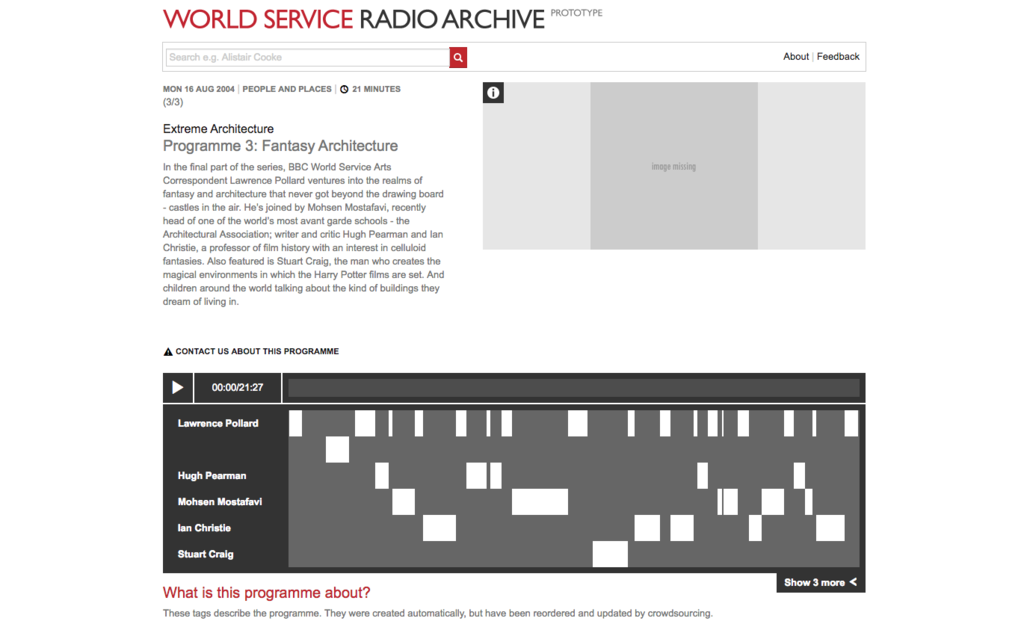 WORLD SERVICE RADIO ARCHIVE PROTOTYPE
Search e.g. Alistair Cooke
About | Feedback
MON 16 AUG 2004 | PEOPLE AND PLACES | 21 MINUTES
(3/3)
Extreme Architecture
Programme 3: Fantasy Architecture
In the final part of the series, BBC World Service Arts
Correspondent Lawrence Pollard ventures into the realms of
fantasy and architecture that never got beyond the drawing board
- castles in the air. He's joined by Mohsen Mostafavi, recently
head of one of the world's most avant garde schools - the
Architectural Association; writer and critic Hugh Pearman and Ian
Christie, a professor of film history with an interest in celluloid
fantasies. Also featured is Stuart Craig, the man who creates the
magical environments in which the Harry Potter films are set. And
children around the world talking about the kind of buildings they
dream of living in.
image missing
CONTACT US ABOUT THIS PROGRAMME
00:00/21:27
Lawrence Pollard
Hugh Pearman
Mohsen Mostafavi
Ian Christie
Stuart Craig
Show 3 more <
What is this programme about?
These tags describe the programme. They were created automatically, but have been reordered and updated by crowdsourcing.